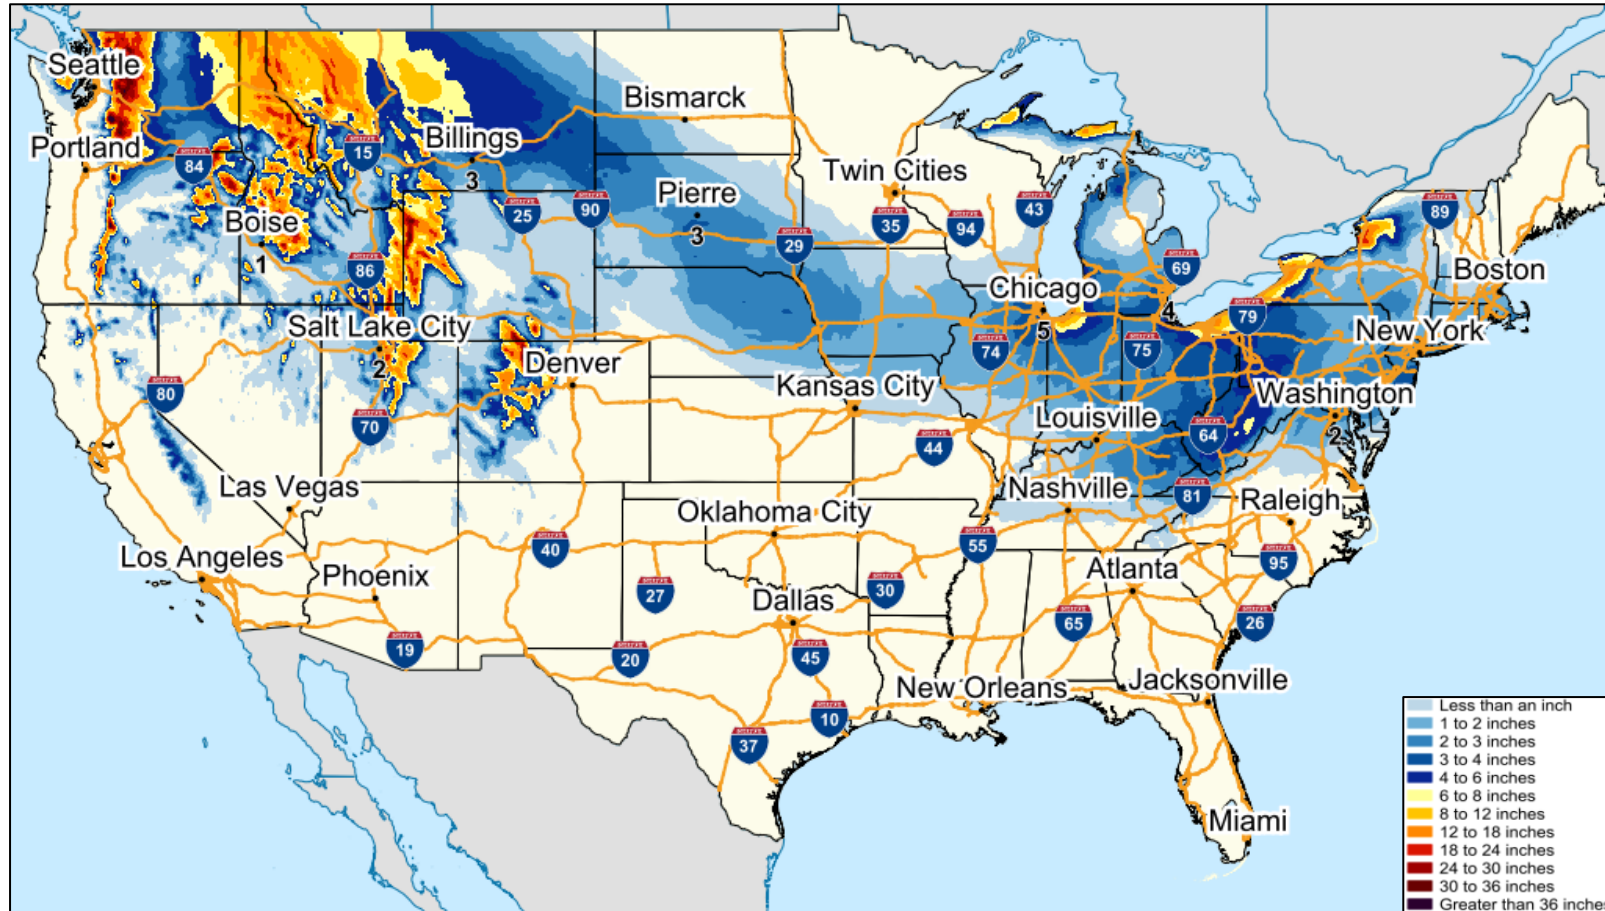 Seattle
Portland
84
15
Billings
3
Bismarck
Twin Cities
Pierre
3
25
90
29
35
94
43
69
89
Boston
Boise
1
86
Chicago
5
4
79
New York
Salt Lake City
2
Denver
74
75
80
70
Kansas City
Washington
2
Louisville
64
44
Las Vegas
Nashville
81
Raleigh
Oklahoma City
40
55
95
Los Angeles
Phoenix
27
Dallas
30
Atlanta
65
26
19
20
45
New Orleans
Jacksonville
10
37
Miami
Less than an inch
1 to 2 inches
2 to 3 inches
3 to 4 inches
4 to 6 inches
6 to 8 inches
8 to 12 inches
12 to 18 inches
18 to 24 inches
24 to 30 inches
30 to 36 inches
Greater than 36 inches